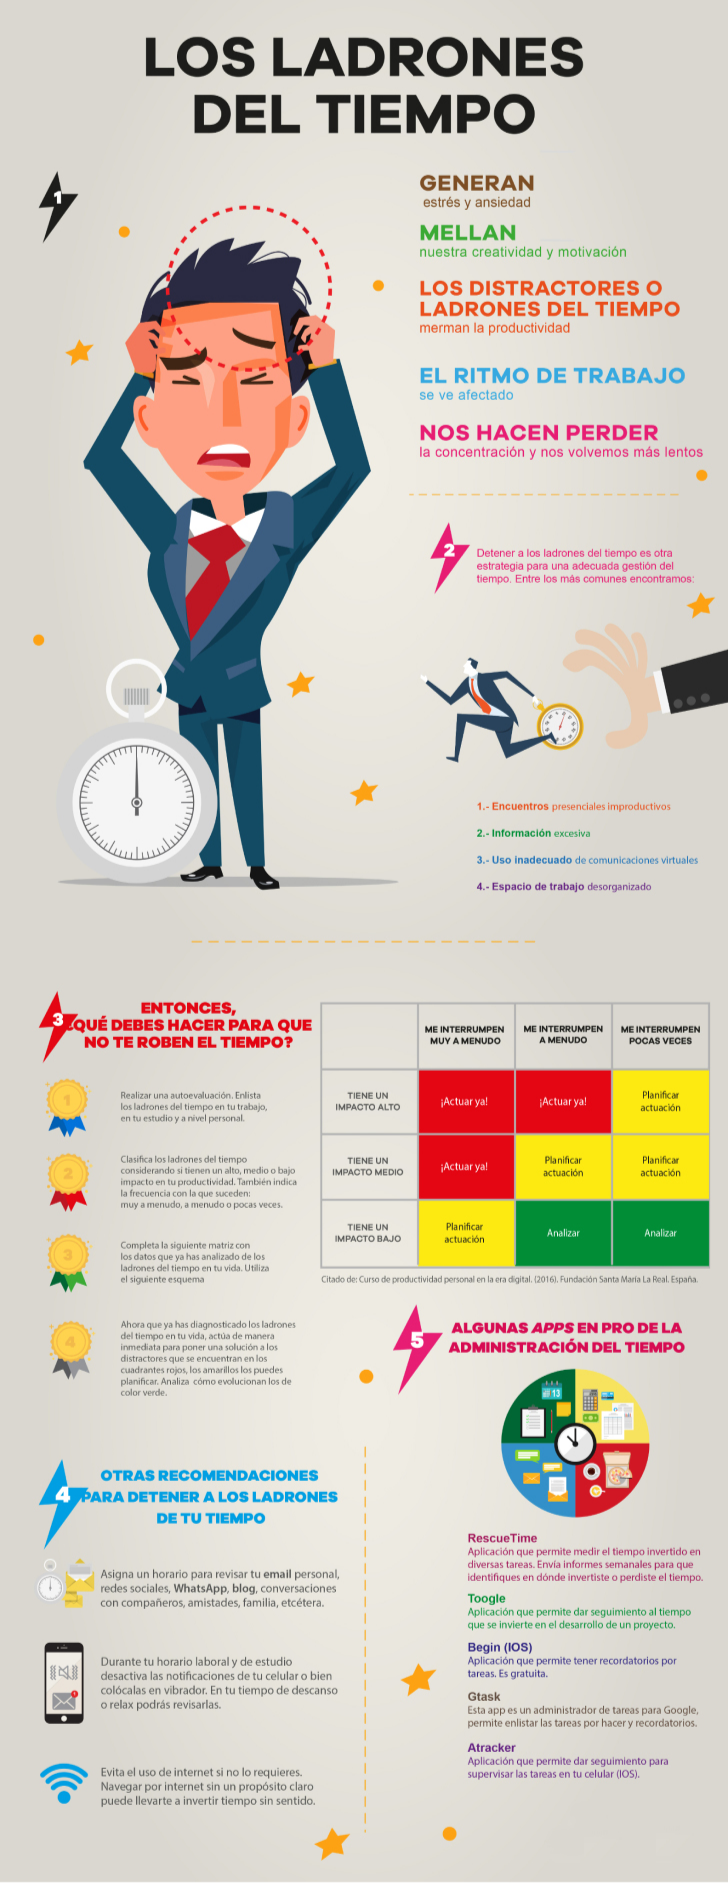 LOS LADRONES
DEL TIEMPO
1
GENERAN
estrés y ansiedad
MELLAN
nuestra creatividad y motivación
LOS DISTRACTORES O
LADRONES DEL TIEMPO
merman la productividad
EL RITMO DE TRABAJO
se ve afectado
NOS HACEN PERDER
la concentración y nos volvemos más lentos
2
Detener a los ladrones del tiempo es otra
estrategia para una adecuada gestión del
tiempo. Entre los más comunes encontramos:
1.- Encuentros presenciales improductivos
2.- Información excesiva
3.- Uso inadecuado de comunicaciones virtuales
4.- Espacio de trabajo desorganizado
3
ENTONCES,
¿QUÉ DEBES HACER PARA QUE
NO TE ROBEN EL TIEMPO?
1
Realizar una autoevaluación. Enlista
los ladrones del tiempo en tu trabajo,
en tu estudio y a nivel personal.
2
Clasifica los ladrones del tiempo
considerando si tienen un alto, medio o bajo
impacto en tu productividad. También indica
la frecuencia con la que suceden:
muy a menudo, a menudo o pocas veces.
3
Completa la siguiente matriz con
los datos que ya has analizado de los
ladrones del tiempo en tu vida. Utiliza
el siguiente esquema
4
Ahora que ya has diagnosticado los ladrones
del tiempo en tu vida, actúa de manera
inmediata para poner una solución a los
distractores que se encuentran en los
cuadrantes rojos, los amarillos los puedes
planificar. Analiza cómo evolucionan los de
color verde.
ME INTERRUMPEN
MUY A MENUDO
ME INTERRUMPEN
A MENUDO
ME INTERRUMPEN
POCAS VECES
TIENE UN
IMPACTO ALTO
¡Actuar ya!
¡Actuar ya!
Planificar
actuación
TIENE UN
IMPACTO MEDIO
¡Actuar ya!
Planificar
actuación
Planificar
actuación
TIENE UN
IMPACTO BAJO
Planificar
actuación
Analizar
Analizar
Citado de: Curso de productividad personal en la era digital. (2016). Fundación Santa María La Real. España.
4
OTRAS RECOMENDACIONES
PARA DETENER A LOS LADRONES
DE TU TIEMPO
Asigna un horario para revisar tu email personal,
redes sociales, WhatsApp, blog, conversaciones
con compañeros, amistades, familia, etcétera.
Durante tu horario laboral y de estudio
desactiva las notificaciones de tu celular o bien
colócalas en vibrador. En tu tiempo de descanso
o relax podrás revisarlas.
Evita el uso de internet si no lo requieres.
Navegar por internet sin un propósito claro
puede llevarte a invertir tiempo sin sentido.
5
ALGUNAS APPS EN PRO DE LA
ADMINISTRACIÓN DEL TIEMPO
13
RescueTime
Aplicación que permite medir el tiempo invertido en
diversas tareas. Envía informes semanales para que
identifiques en dónde invertiste o perdiste el tiempo.
Toogle
Aplicación que permite dar seguimiento al tiempo
que se invierte en el desarrollo de un proyecto.
Begin (IOS)
Aplicación que permite tener recordatorios por
tareas. Es gratuita.
Gtask
Esta app es un administrador de tareas para Google,
permite enlistar las tareas por hacer y recordatorios.
Atracker
Aplicación que permite dar seguimiento para
supervisar las tareas en tu celular (IOS).